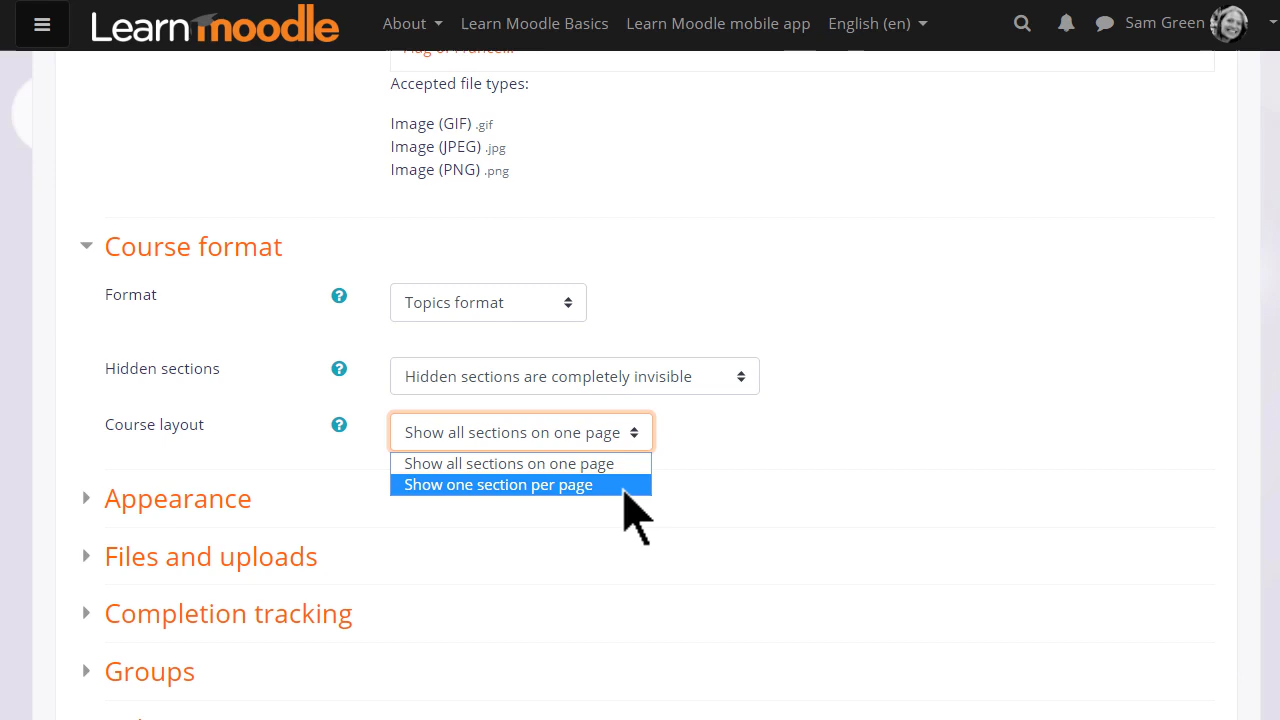 Learn moodle
About
Learn Moodle Basics
Learn Moodle mobile app
English (en)
Sam Green
Accepted file types:
Image (GIF) .gif
Image (JPEG) .jpg
Image (PNG) .png
Course format
Format
Topics format
Hidden sections
Hidden sections are completely invisible
Course layout
Show all sections on one page
Show all sections on one page
Show one section per page
Appearance
Files and uploads
Completion tracking
Groups